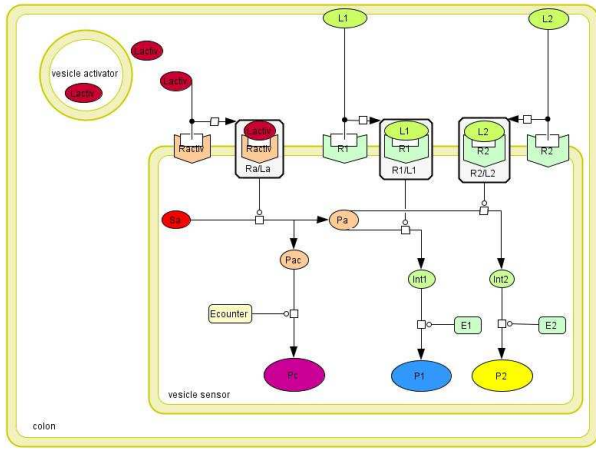 L1
L2
Lactiv
vesicle activator
Lactiv
Lactiv
Lactiv
L1
L2
Ractiv
Ractiv
R1
R1
R2
R2
Ra/La
R1/L1
R2/L2
Sa
Pa
Pac
Int1
Int2
Ecounter
E1
E2
Pc
P1
P2
vesicle sensor
colon